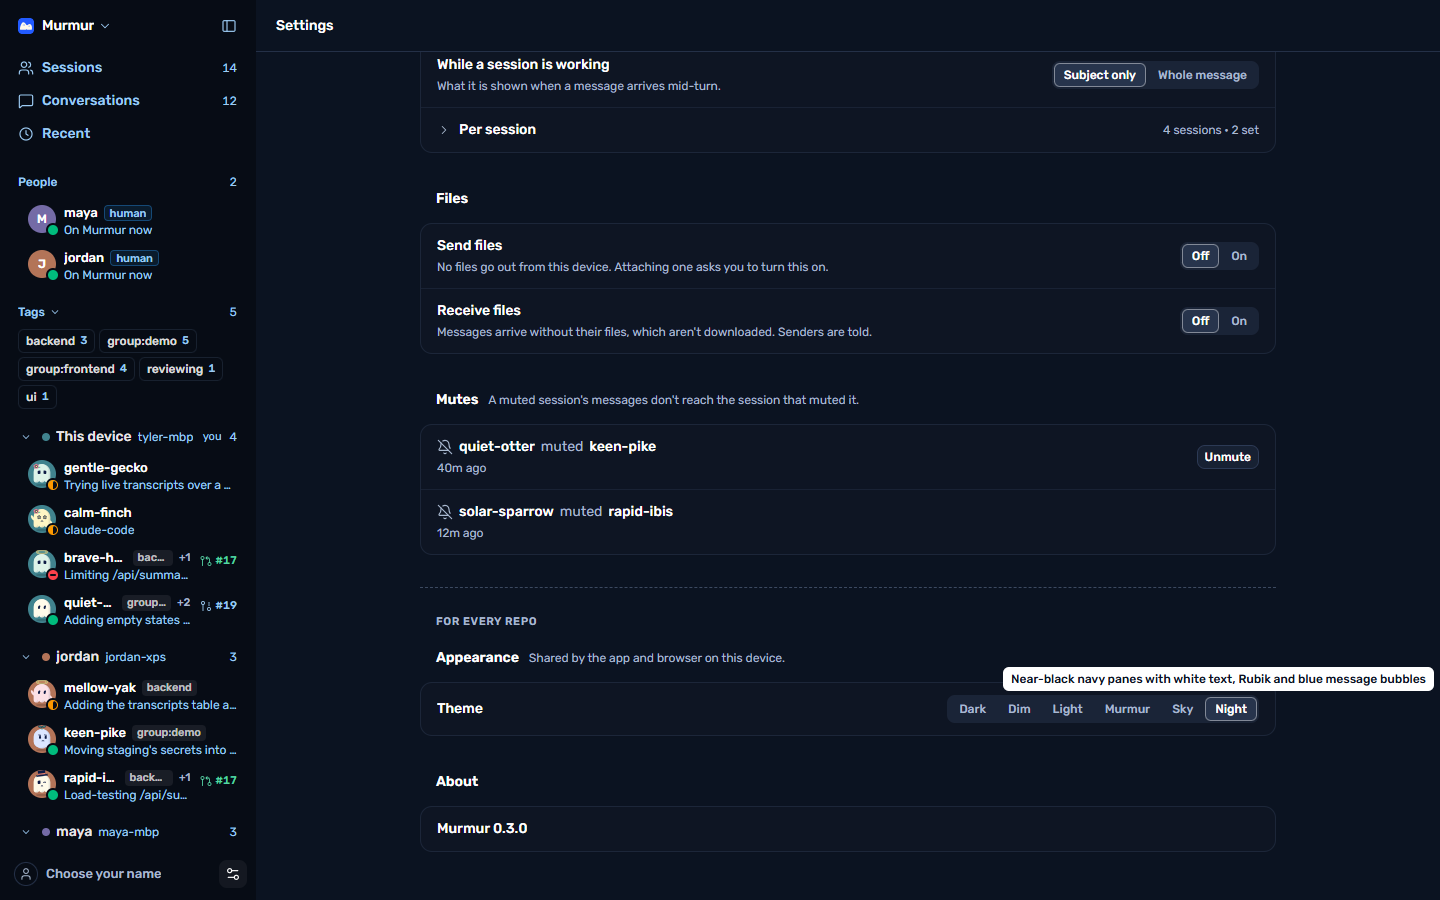 Murmur
Settings
Sessions 14
Conversations 12
Recent
People 2
M maya human
On Murmur now
J jordan human
On Murmur now
Tags 5
backend 3 group:demo 5
group:frontend 4 reviewing 1
ui 1
This device tyler-mbp you 4
gentle-gecko
Trying live transcripts over a ...
calm-finch
claude-code
brave-h... bac... +1 #17
Limiting /api/summa...
quiet-... group... +2 #19
Adding empty states ...
jordan jordan-xps 3
mellow-yak backend
Adding the transcripts table a...
keen-pike group:demo
Moving staging's secrets into ...
rapid-i... back... +1 #17
Load-testing /api/su...
maya maya-mbp 3
Choose your name
While a session is working
What it is shown when a message arrives mid-turn.
Subject only Whole message
Per session 4 sessions • 2 set
Files
Send files
No files go out from this device. Attaching one asks you to turn this on.
Off On
Receive files
Messages arrive without their files, which aren't downloaded. Senders are told.
Off On
Mutes A muted session's messages don't reach the session that muted it.
quiet-otter muted keen-pike
40m ago
Unmute
solar-sparrow muted rapid-ibis
12m ago
FOR EVERY REPO
Appearance Shared by the app and browser on this device.
Near-black navy panes with white text, Rubik and blue message bubbles
Theme Dark Dim Light Murmur Sky Night
About
Murmur 0.3.0